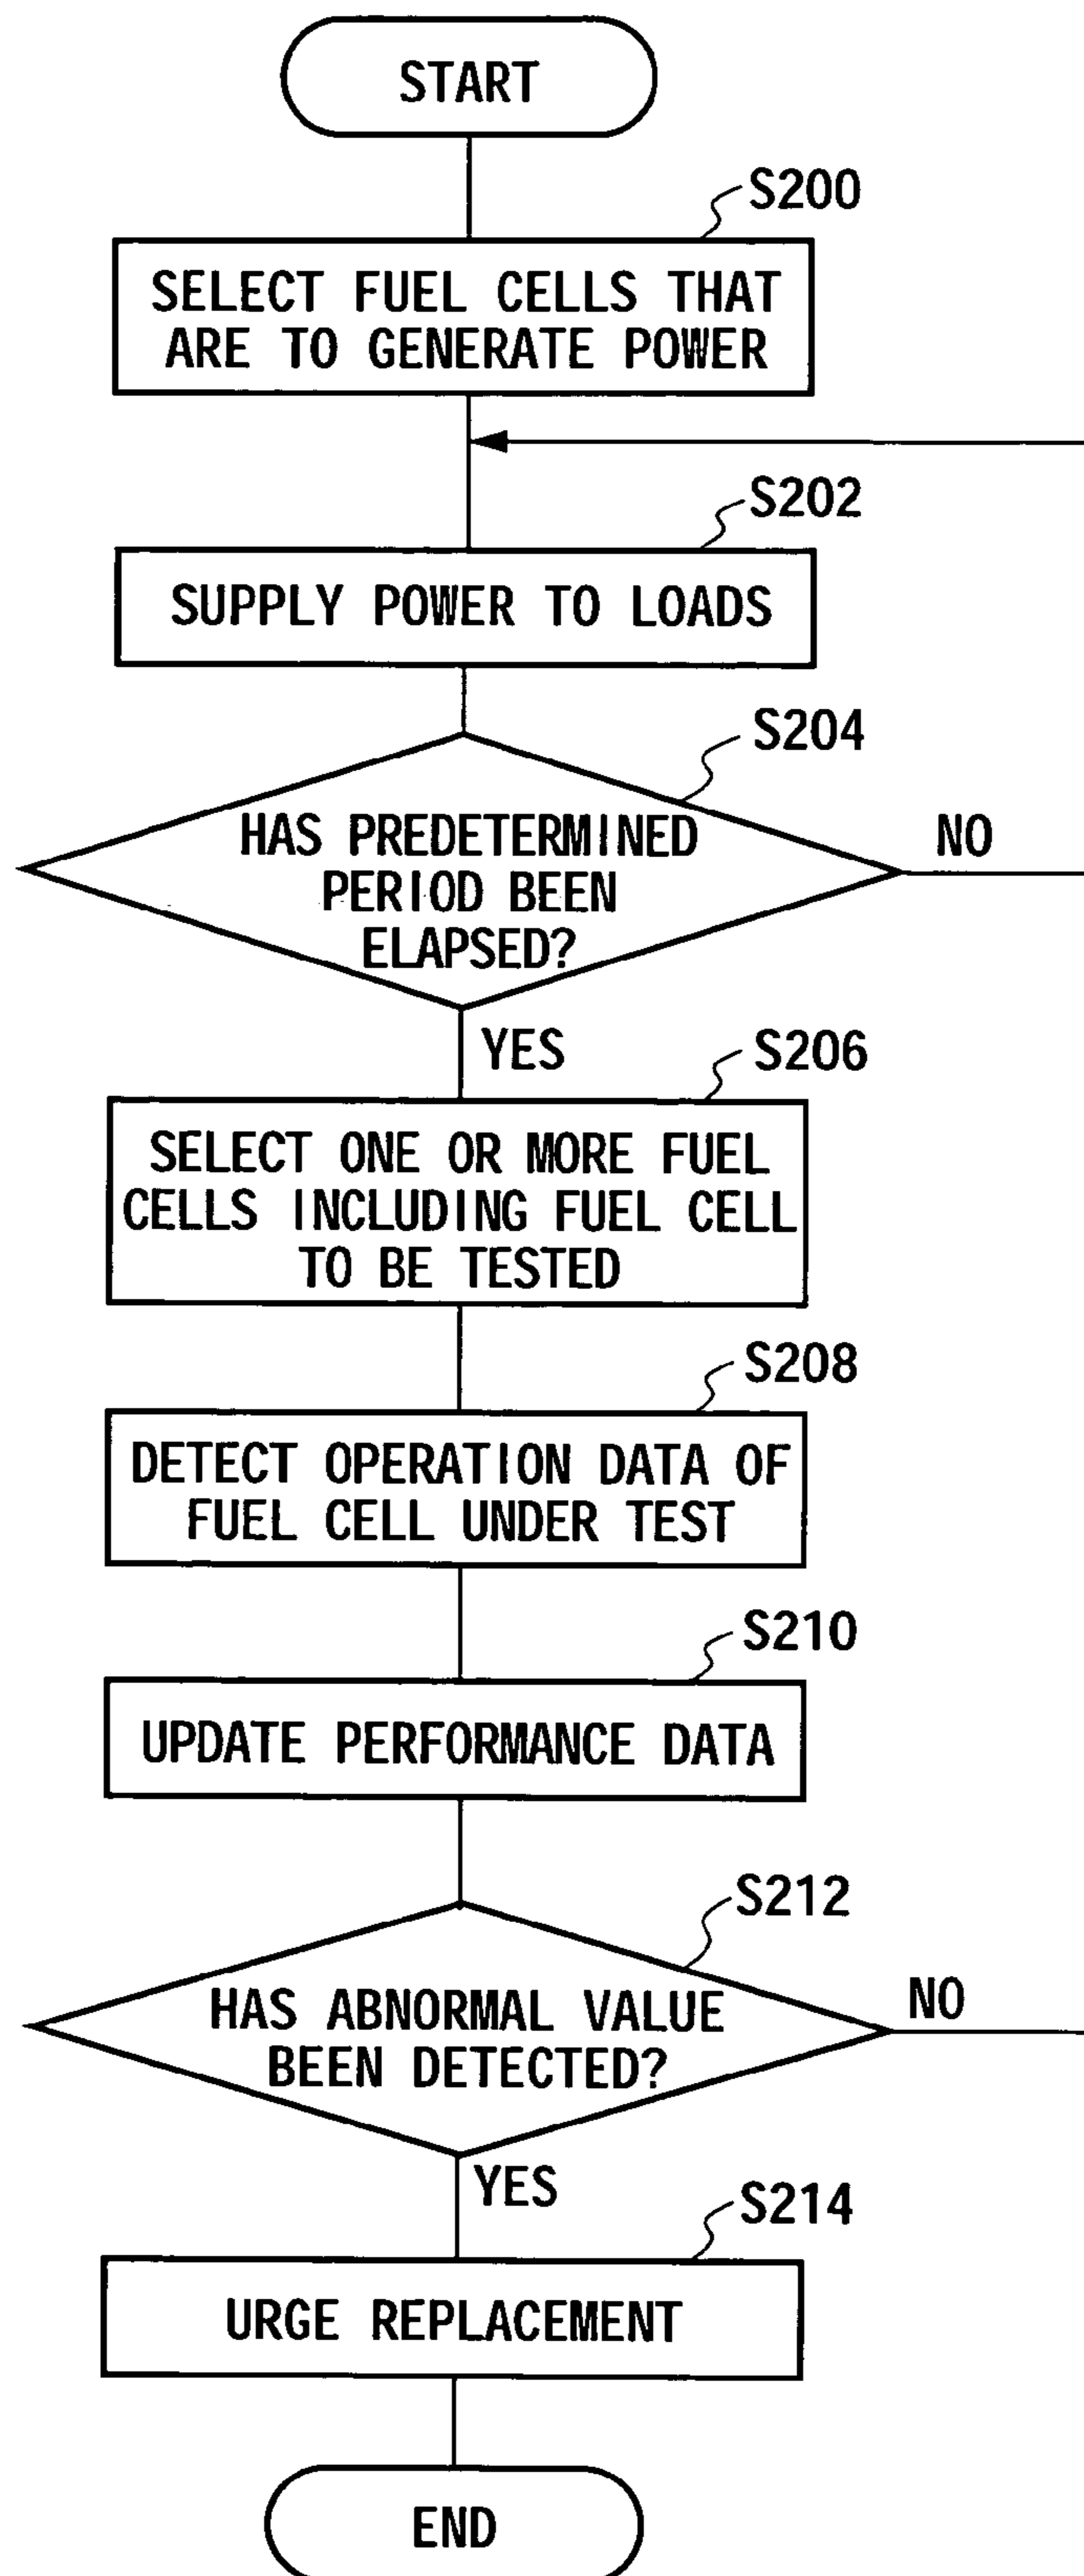 START
S200
SELECT FUEL CELLS THAT
ARE TO GENERATE POWER
S202
SUPPLY POWER TO LOADS
S204
HAS PREDETERMINED
PERIOD BEEN
ELAPSED?
NO
YES
S206
SELECT ONE OR MORE FUEL
CELLS INCLUDING FUEL CELL
TO BE TESTED
S208
DETECT OPERATION DATA OF
FUEL CELL UNDER TEST
S210
UPDATE PERFORMANCE DATA
S212
HAS ABNORMAL VALUE
BEEN DETECTED?
NO
YES
S214
URGE REPLACEMENT
END